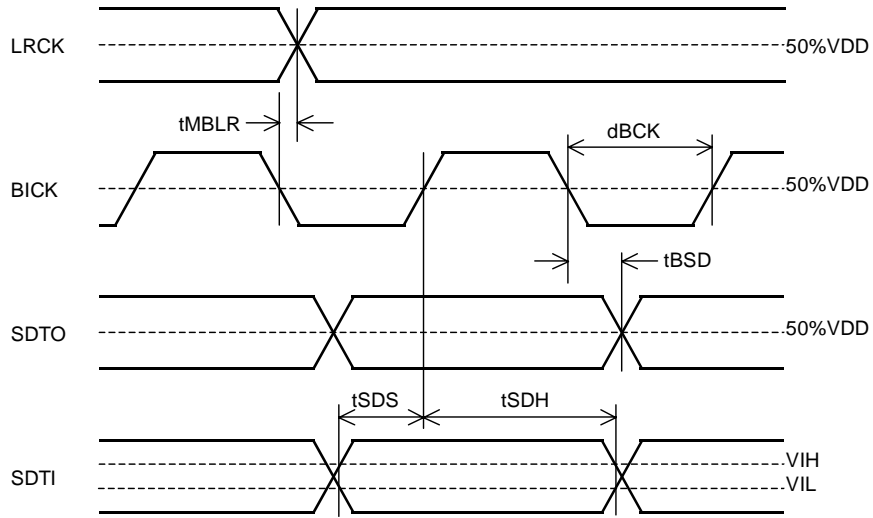 LRCK
50%VDD
tMBLR
dBCK
BICK
50%VDD
tBSD
SDTO
50%VDD
tSDS
tSDH
SDTI
VIH
VIL